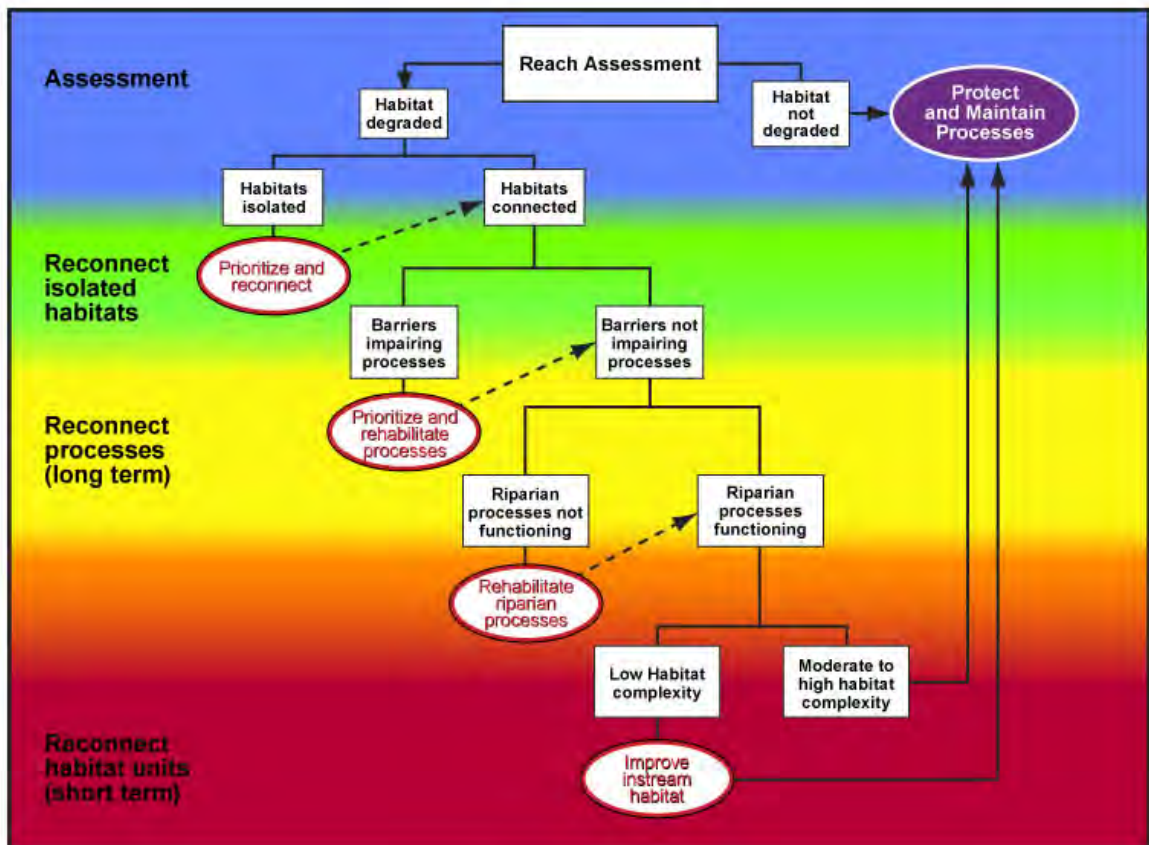 Assessment
Reach Assessment
Habitat
degraded
Habitat
not
degraded
Protect
and Maintain
Processes
Habitats
isolated
Habitats
connected
Reconnect
isolated
habitats
Prioritize and
reconnect
Barriers
impairing
processes
Barriers not
impairing
processes
Reconnect
processes
(long term)
Prioritize and
rehabilitate
processes
Riparian
processes not
functioning
Riparian
processes
functioning
Rehabilitate
riparian
processes
Low Habitat
complexity
Moderate to
high habitat
complexity
Reconnect
habitat units
(short term)
Improve
instream
habitat